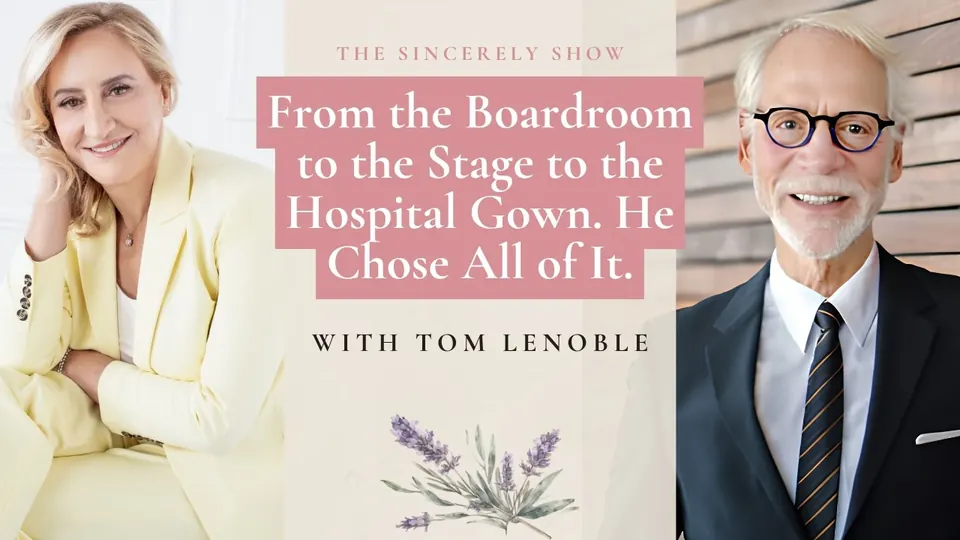 THE SINCERELY SHOW
From the Boardroom
to the Stage to the
Hospital Gown. He
Chose All of It.
WITH TOM LENOBLE